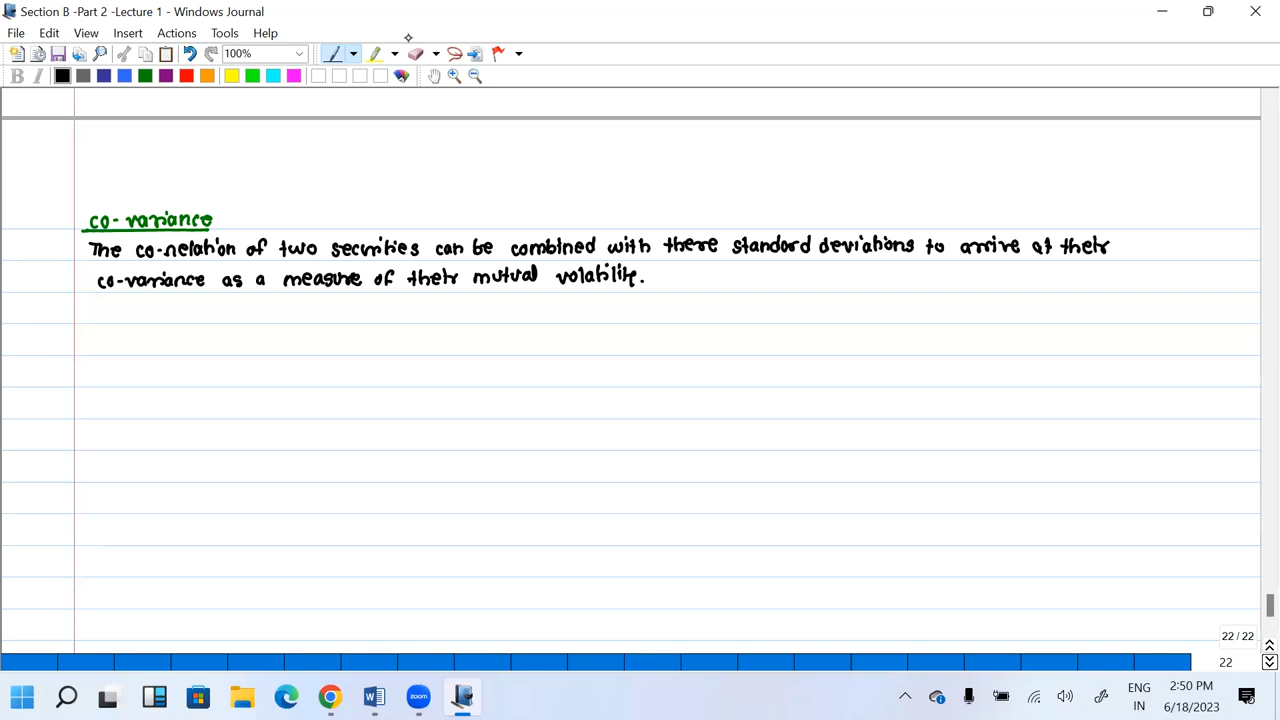 Section B -Part 2 -Lecture 1 - Windows Journal
File Edit View Insert Actions Tools Help
100%
B I
co-variance
The co-relation of two securities can be combined with there standard deviations to arrive at their
co-variance as a measure of their mutual volatility.
22 / 22
22
zoom
ENG
IN
2:50 PM
6/18/2023